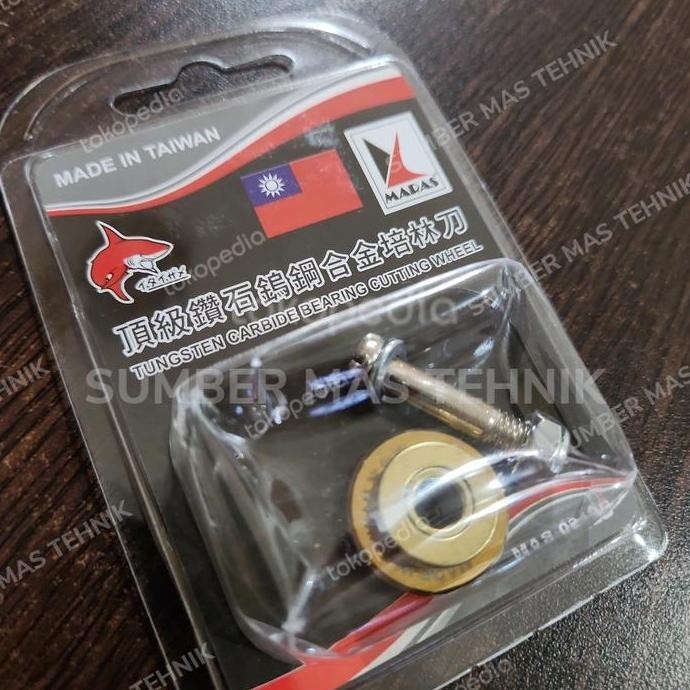 MADE IN TAIWAN
MARAS
頂級鑽石鎢鋼合金培林刀
TUNGSTEN CARBIDE BEARING CUTTING WHEEL
tokopedia
SUMBER MAS TEHNIK